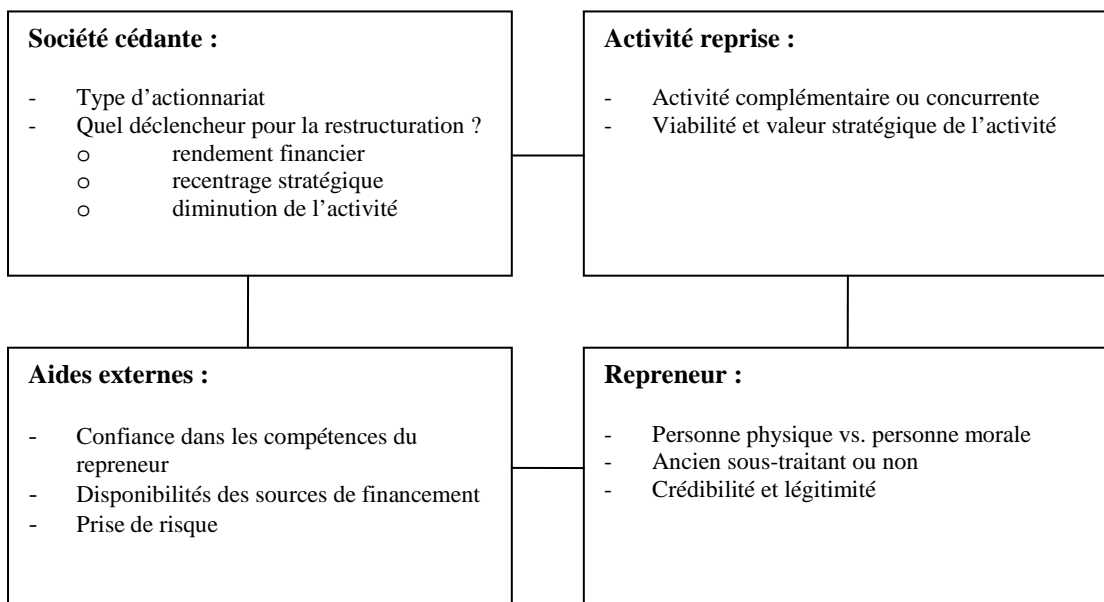 Société cédante :
- Type d'actionnariat
- Quel déclencheur pour la restructuration ?
o rendement financier
o recentrage stratégique
o diminution de l'activité
Activité reprise :
- Activité complémentaire ou concurrente
- Viabilité et valeur stratégique de l'activité
Aides externes :
- Confiance dans les compétences du
repreneur
- Disponibilités des sources de financement
- Prise de risque
Repreneur :
- Personne physique vs. personne morale
- Ancien sous-traitant ou non
- Crédibilité et légitimité